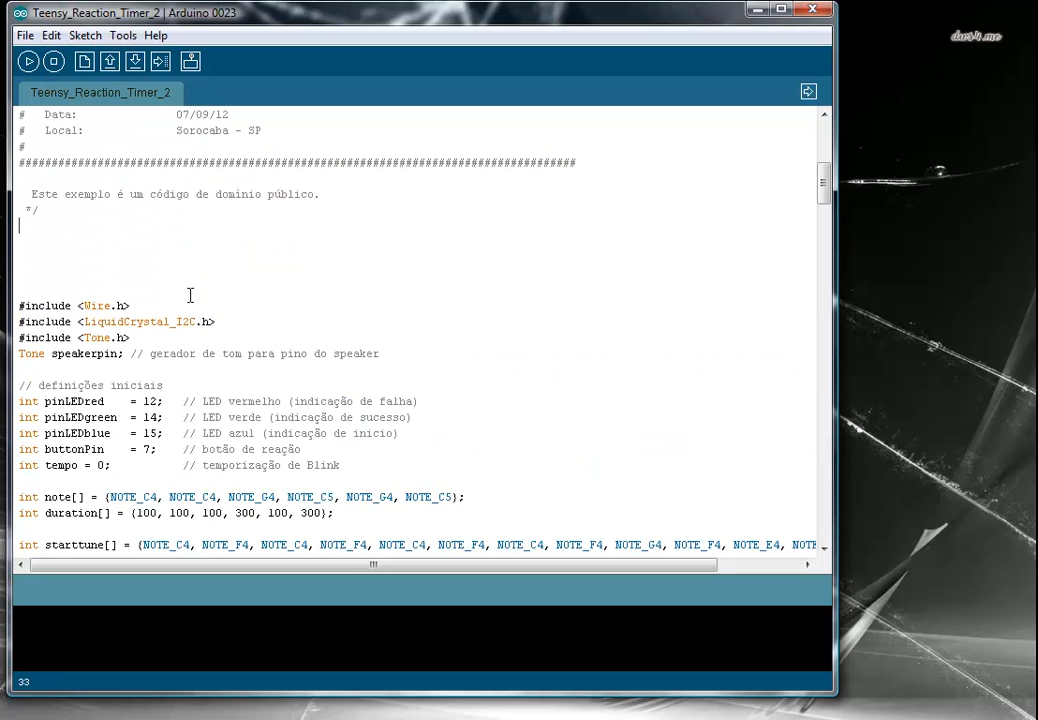 Teensy_Reaction_Timer_2 | Arduino 0023
File Edit Sketch Tools Help
Teensy_Reaction_Timer_2
#   Data:          07/09/12
#   Local:         Sorocaba - SP
#
#####################################################################################
Este exemplo é um código de domínio público.
*/
#include <Wire.h>
#include <LiquidCrystal_I2C.h>
#include <Tone.h>
Tone speakerpin; // gerador de tom para pino do speaker
// definições iniciais
int pinLEDred    = 12;   // LED vermelho (indicação de falha)
int pinLEDgreen  = 14;   // LED verde (indicação de sucesso)
int pinLEDblue   = 15;   // LED azul (indicação de inicio)
int buttonPin    = 7;    // botão de reação
int tempo = 0;           // temporização de Blink
int note[] = {NOTE_C4, NOTE_C4, NOTE_G4, NOTE_C5, NOTE_G4, NOTE_C5};
int duration[] = {100, 100, 100, 300, 100, 300};
int starttune[] = {NOTE_C4, NOTE_F4, NOTE_C4, NOTE_F4, NOTE_C4, NOTE_F4, NOTE_C4, NOTE_F4, NOTE_G4, NOTE_F4, NOTE_E4, NOTE
33